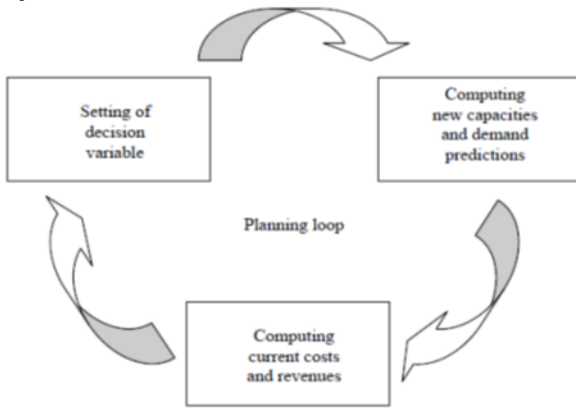 Setting of
decision
variable
Computing
new capacities
and demand
predictions
Planning loop
Computing
current costs
and revenues